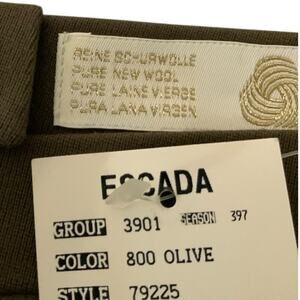 REINE SCHURWOLLE
PURE NEW WOOL
PURE LAINE VIERGE
PURA LANA VIRGEN
ESCADA
GROUP 3901 SEASON 397
COLOR 800 OLIVE
STYLE 79225